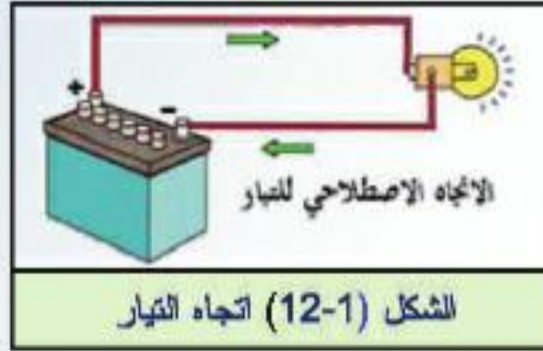 +
-
الاتجاه الاصطلاحي للتيار
الشكل (1-12) اتجاه التيار